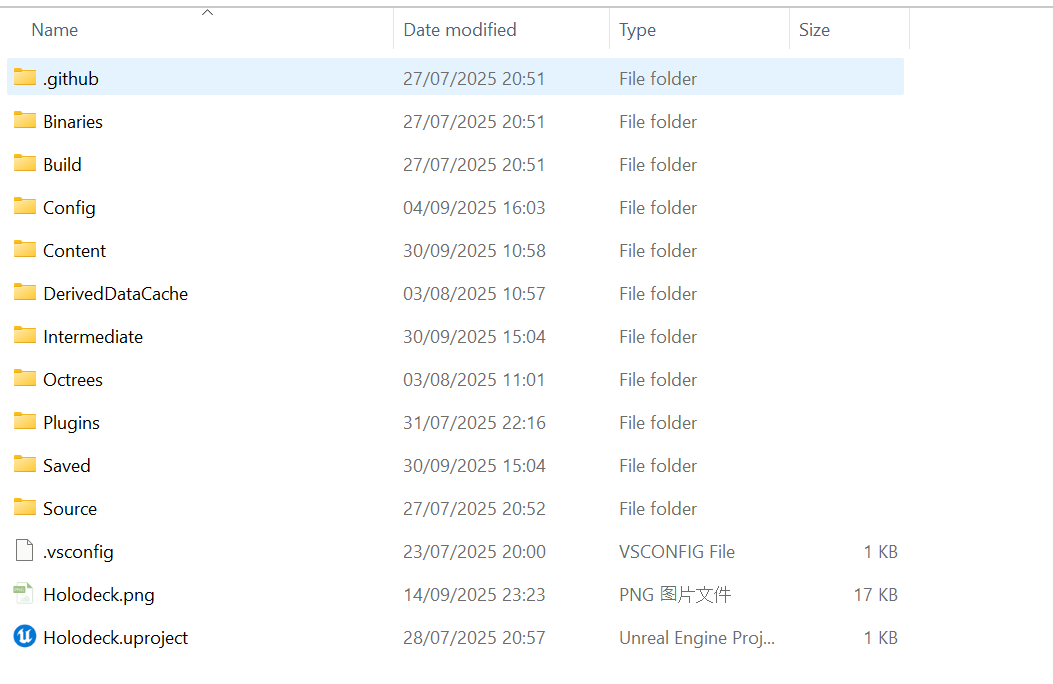 Name Date modified Type Size
.github 27/07/2025 20:51 File folder
Binaries 27/07/2025 20:51 File folder
Build 27/07/2025 20:51 File folder
Config 04/09/2025 16:03 File folder
Content 30/09/2025 10:58 File folder
DerivedDataCache 03/08/2025 10:57 File folder
Intermediate 30/09/2025 15:04 File folder
Octrees 03/08/2025 11:01 File folder
Plugins 31/07/2025 22:16 File folder
Saved 30/09/2025 15:04 File folder
Source 27/07/2025 20:52 File folder
.vsconfig 23/07/2025 20:00 VSCONFIG File 1 KB
Holodeck.png 14/09/2025 23:23 PNG 图片文件 17 KB
Holodeck.uproject 28/07/2025 20:57 Unreal Engine Proj... 1 KB